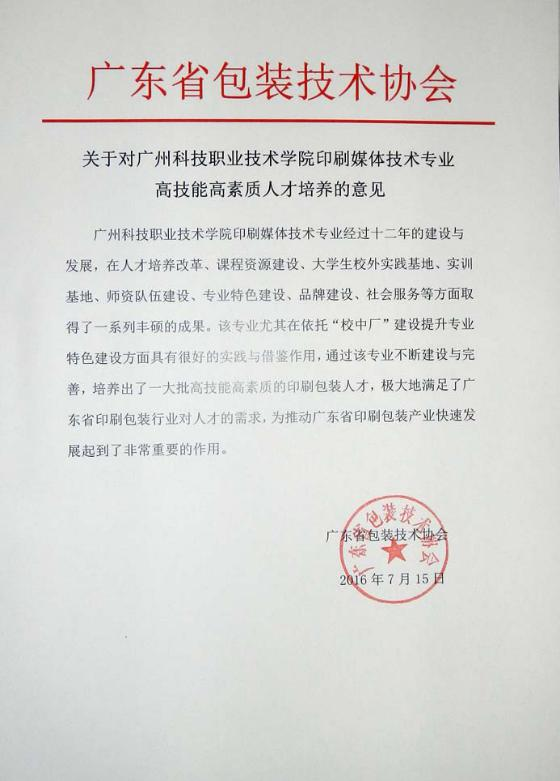 广东省包装技术协会
关于对广州科技职业技术学院印刷媒体技术专业
高技能高素质人才培养的意见
广州科技职业技术学院印刷媒体技术专业经过十二年的建设与
发展，在人才培养改革、课程资源建设、大学生校外实践基地、实训
基地、师资队伍建设、专业特色建设、品牌建设、社会服务等方面取
得了一系列丰硕的成果。该专业尤其在依托“校中厂”建设提升专业
特色建设方面具有很好的实践与借鉴作用，通过该专业不断建设与完
善，培养出了一大批高技能高素质的印刷包装人才，极大地满足了广
东省印刷包装行业对人才的需求，为推动广东省印刷包装产业快速发
展起到了非常重要的作用。
广东省包装技术协会
广东省包装技术协会
2016 年 7 月 15 日